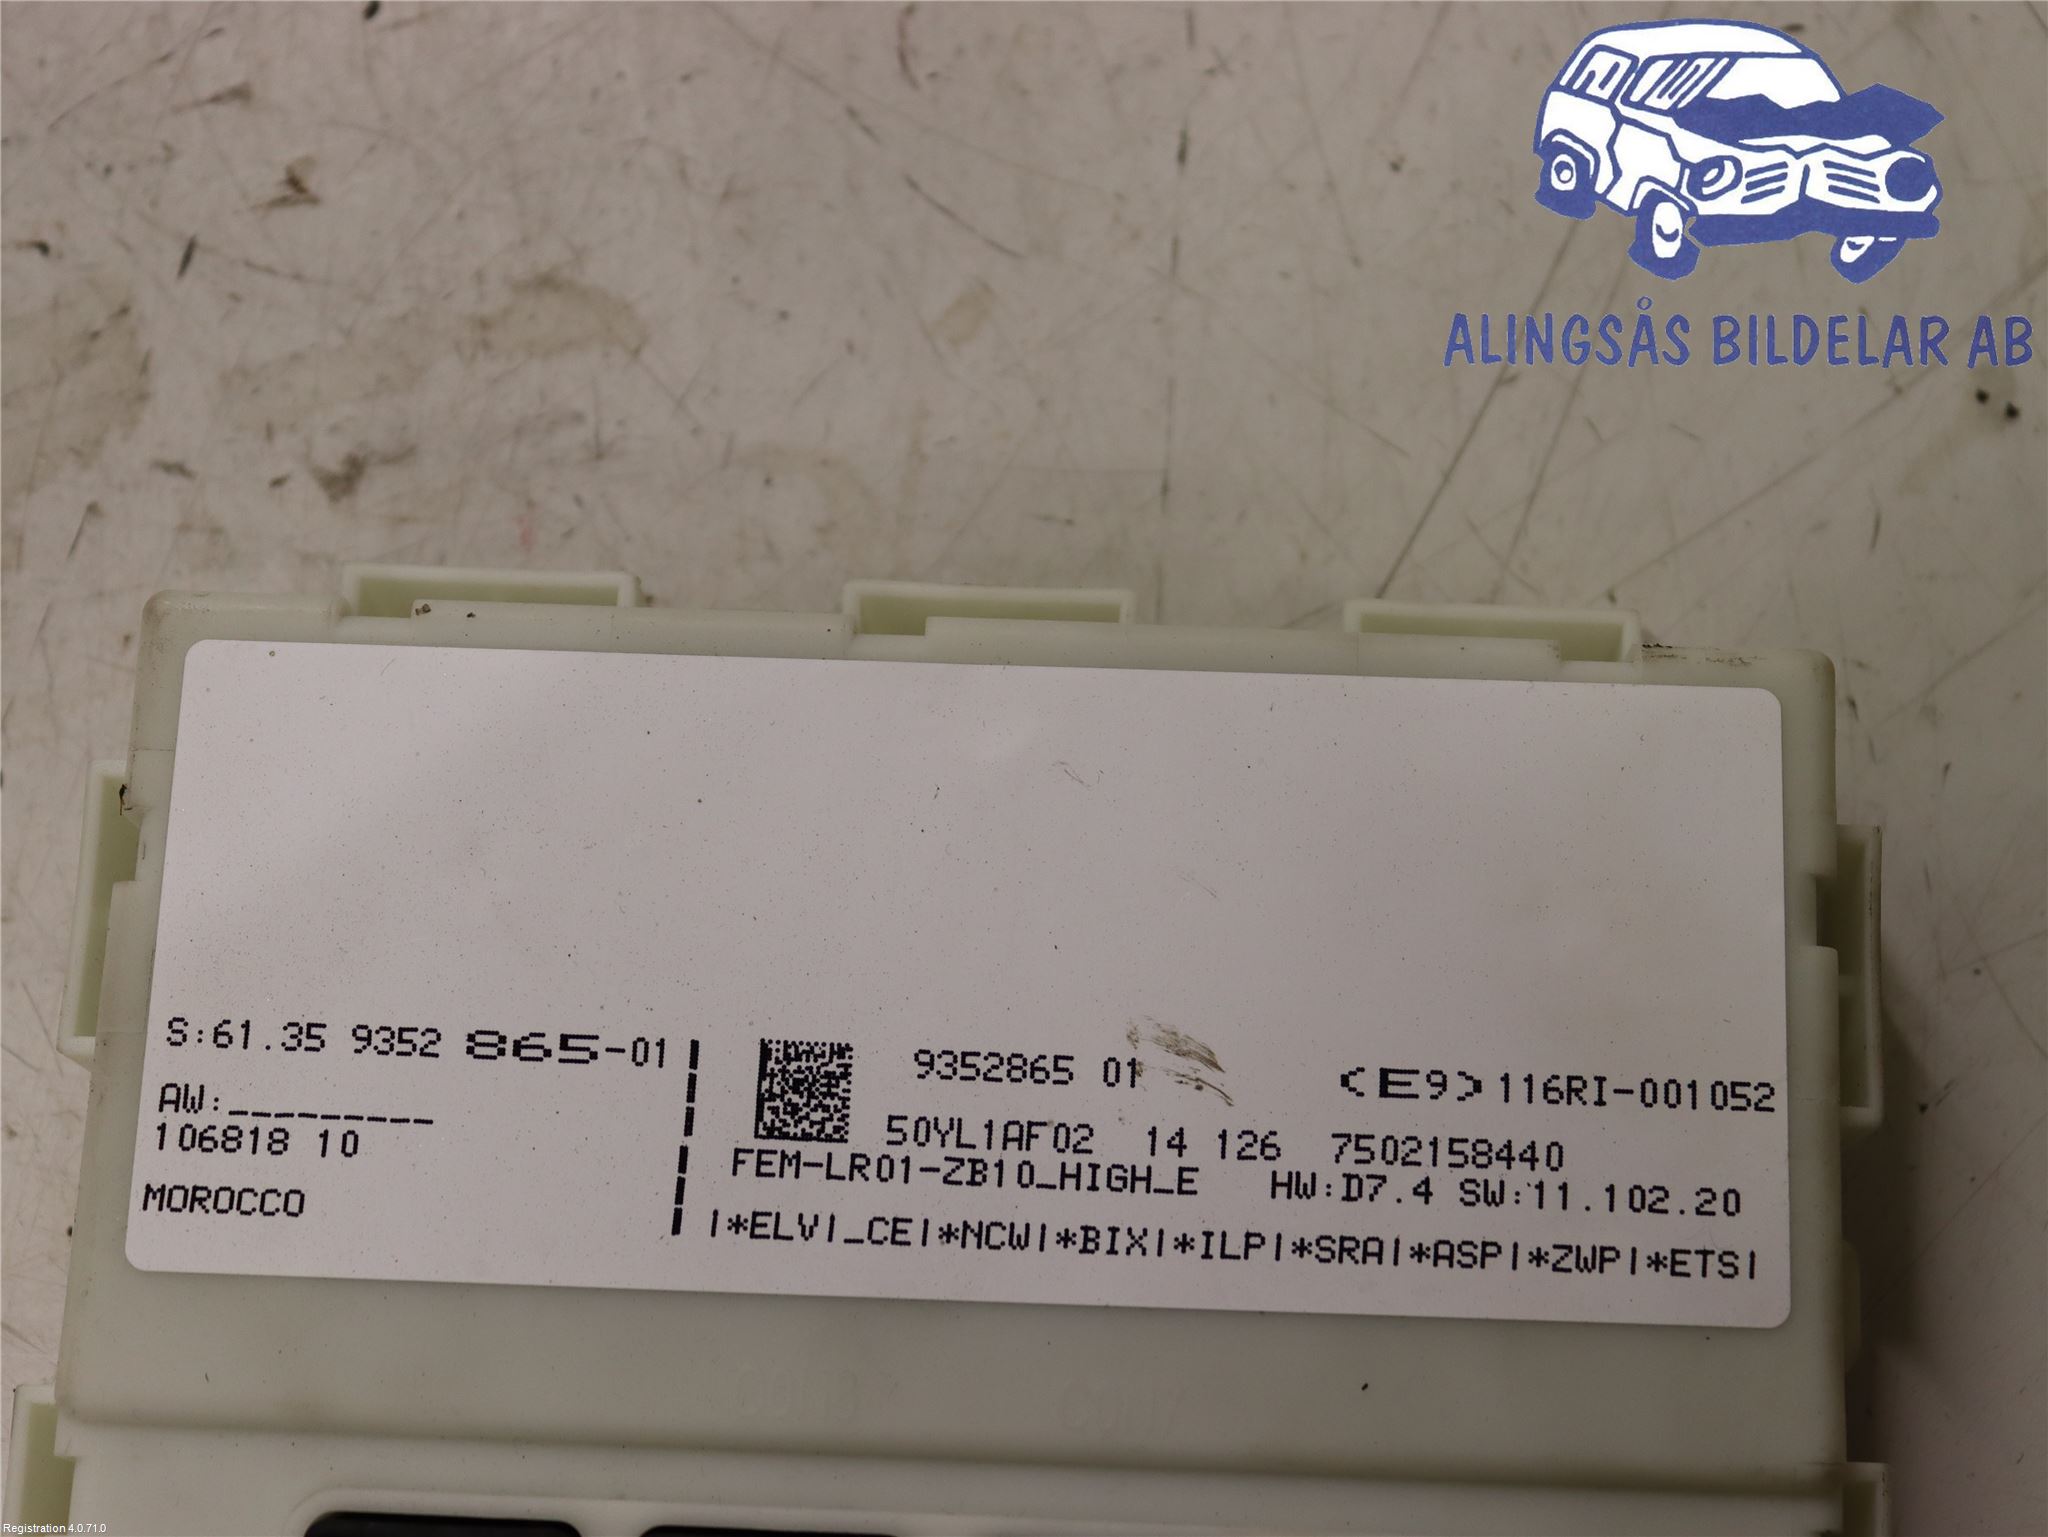 ALINGSÅS BILDELAR AB
S:61.35 9352 865-01
AW:_________
106818 10
MOROCCO
9352865 01
<E9>116RI-001052
50YL1AF02 14 126 7502158440
FEM-LR01-ZB10_HIGH_E HW:D7.4 SW:11.102.20
|*ELV|_CE|*NCW|*BIX|*ILP|*SRA|*ASP|*ZWP|*ETS|
Registration 4.0.71.0